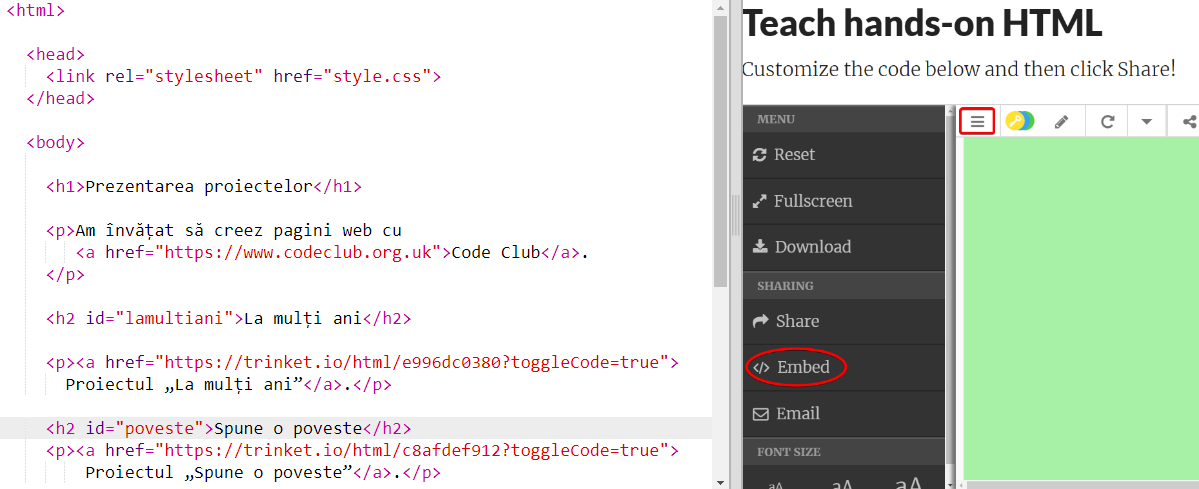 <html>
<head>
<link rel="stylesheet" href="style.css">
</head>
<body>
<h1>Prezentarea proiectelor</h1>
<p>Am învățat să creez pagini web cu
<a href="https://www.codeclub.org.uk">Code Club</a>.
</p>
<h2 id="lamultiani">La mulți ani</h2>
<p><a href="https://trinket.io/html/e996dc0380?toggleCode=true">
Proiectul „La mulți ani”</a>.</p>
<h2 id="poveste">Spune o poveste</h2>
<p><a href="https://trinket.io/html/c8afdef912?toggleCode=true">
Proiectul „Spune o poveste”</a>.</p>
Teach hands-on HTML
Customize the code below and then click Share!
MENU
Reset
Fullscreen
Download
SHARING
Share
</> Embed
Email
FONT SIZE
aA aA aA